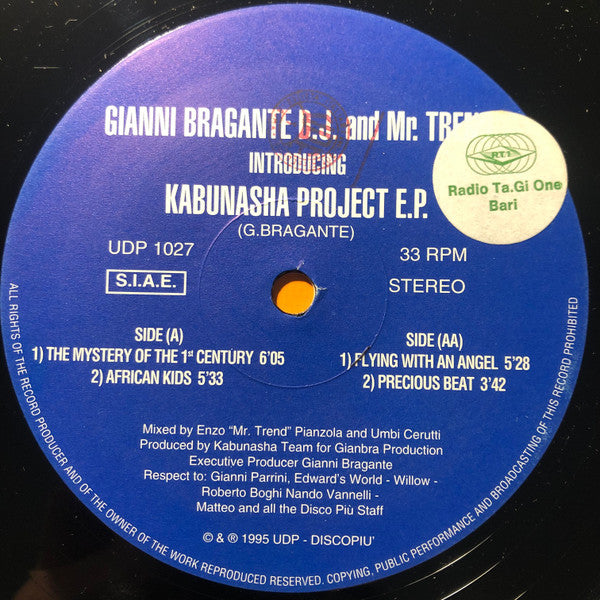 GIANNI BRAGANTE D.J. and Mr. TREN
INTRODUCING
KABUNASHA PROJECT E.P.
(G.BRAGANTE)
UDP 1027
33 RPM
S.I.A.E.
STEREO
R.T.1
Radio Ta.Gi One
Bari
SIDE (A)
1) THE MYSTERY OF THE 1st CENTURY 6'05
2) AFRICAN KIDS 5'33
SIDE (AA)
1) FLYING WITH AN ANGEL 5'28
2) PRECIOUS BEAT 3'42
Mixed by Enzo "Mr. Trend" Pianzola and Umbi Cerutti
Produced by Kabunasha Team for Gianbra Production
Executive Producer Gianni Bragante
Respect to: Gianni Parrini, Edward's World - Willow -
Roberto Boghi Nando Vannelli -
Matteo and all the Disco Più Staff
© & ® 1995 UDP - DISCOPIU'
ALL RIGHTS OF THE RECORD PRODUCER AND OF THE OWNER OF THE WORK REPRODUCED RESERVED. COPYING, PUBLIC PERFORMANCE AND BROADCASTING OF THIS RECORD PROHIBITED